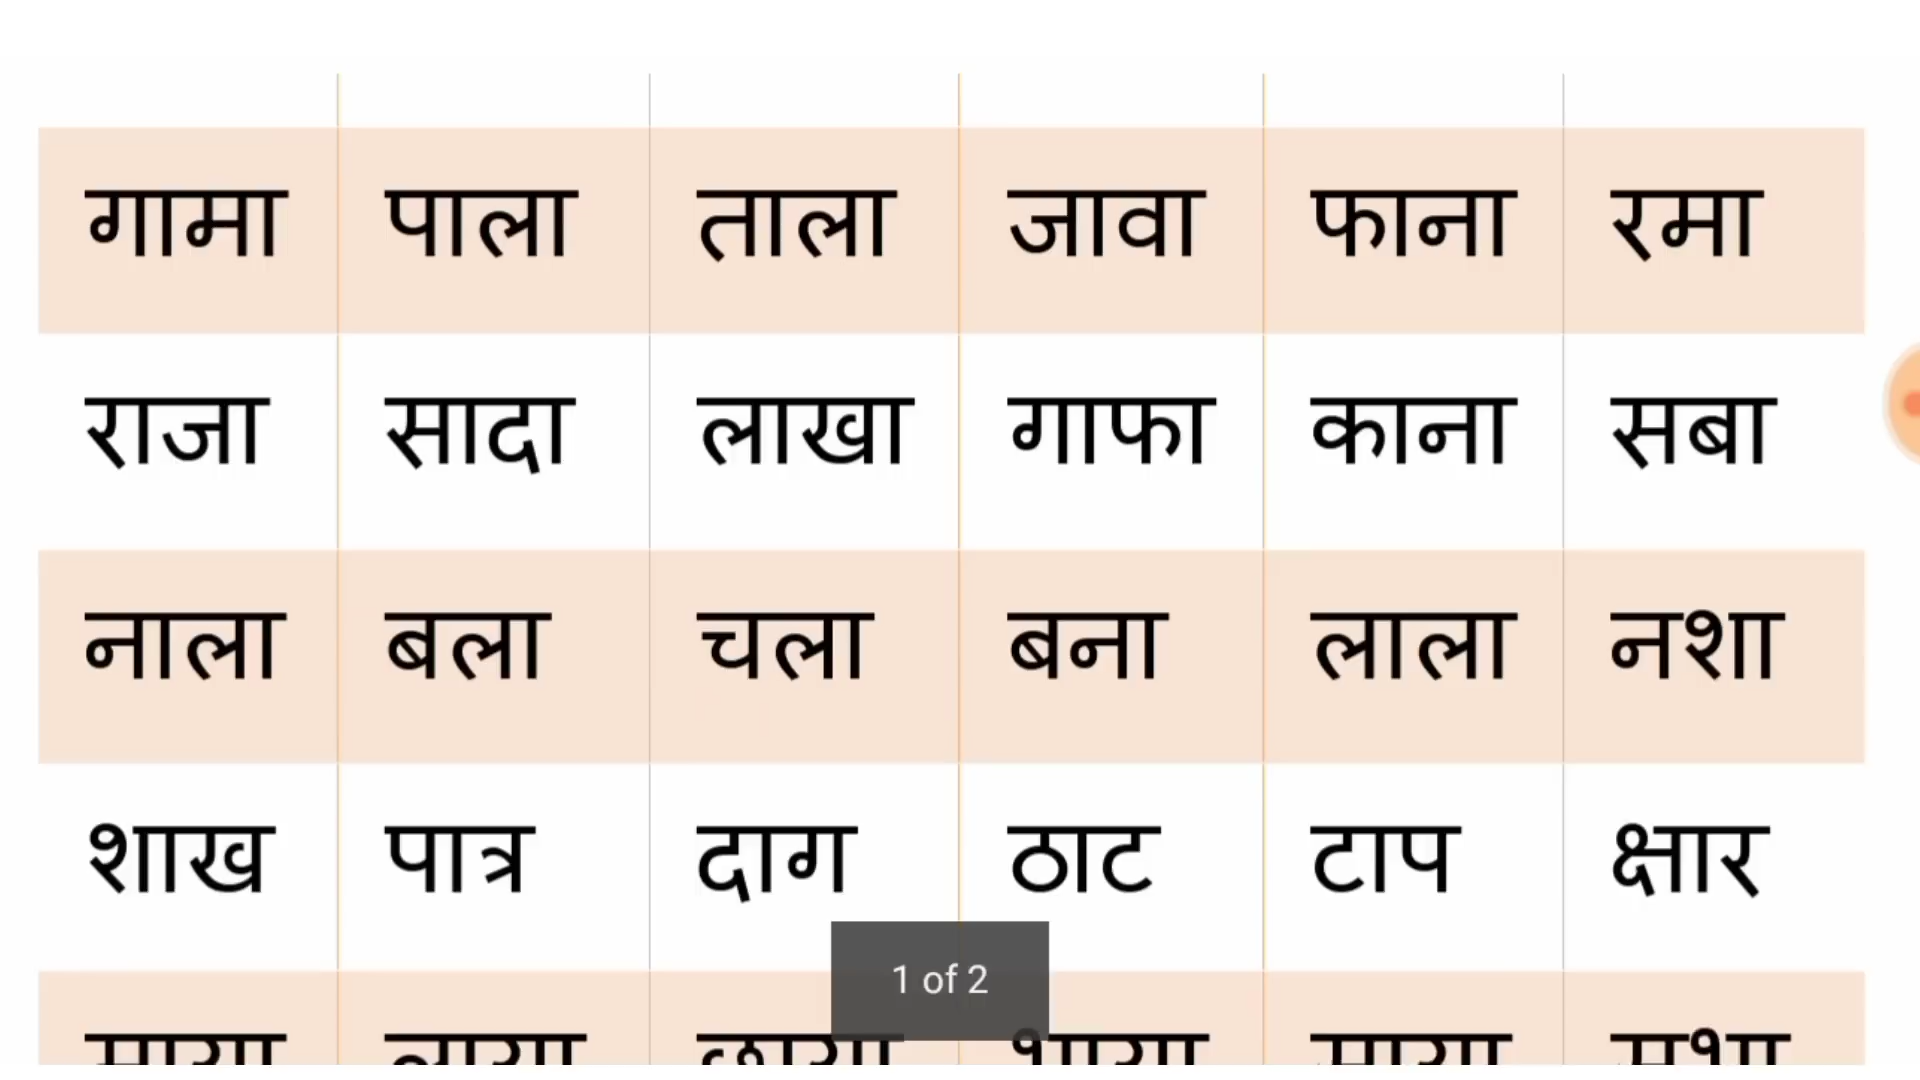 गामा पाला ताला जावा फाना रमा
राजा सादा लाखा गाफा काना सबा
नाला बला चला बना लाला नशा
शाख पात्र दाग ठाट टाप क्षार
1 of 2